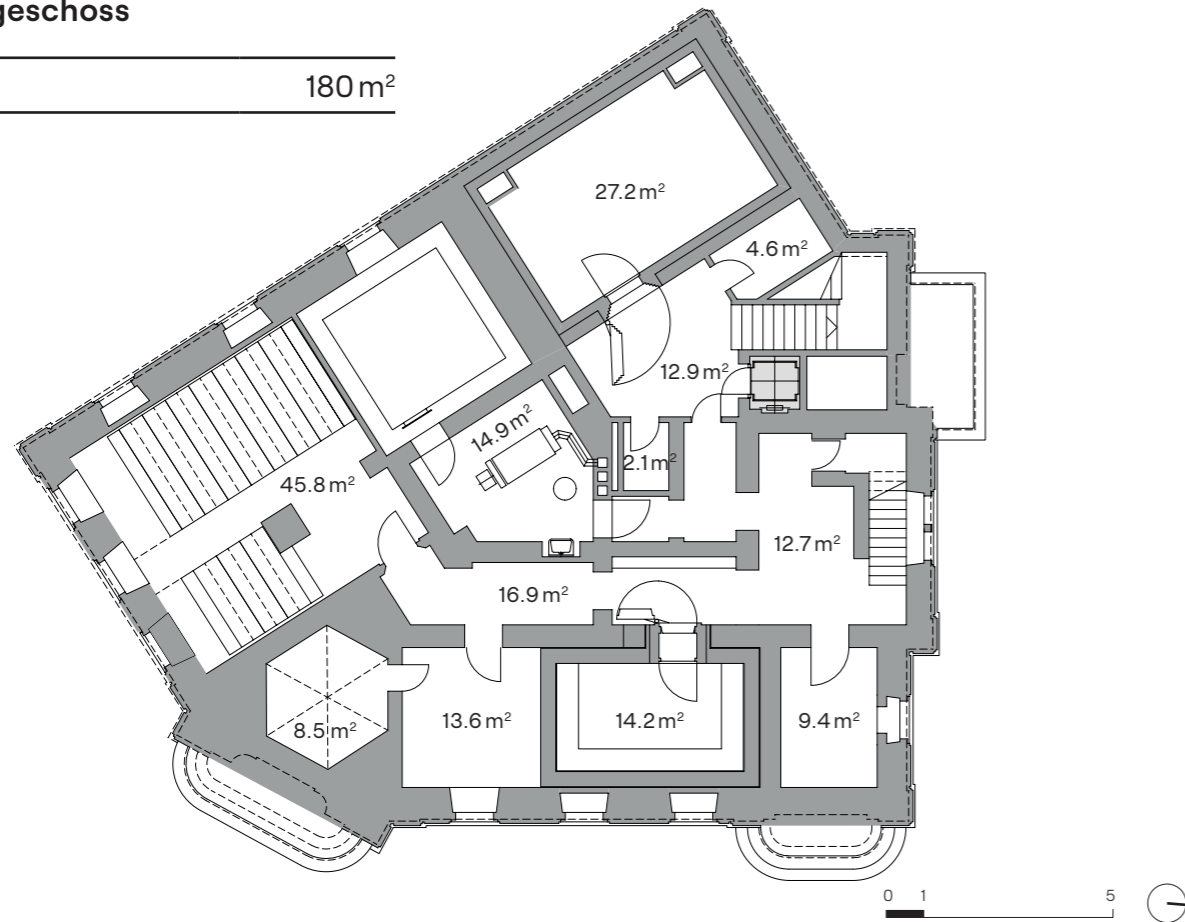 geschoss
180 m²
27.2 m²
4.6 m²
12.9 m²
14.9 m²
2.1 m²
45.8 m²
12.7 m²
16.9 m²
8.5 m²
13.6 m²
14.2 m²
9.4 m²
0 1 5